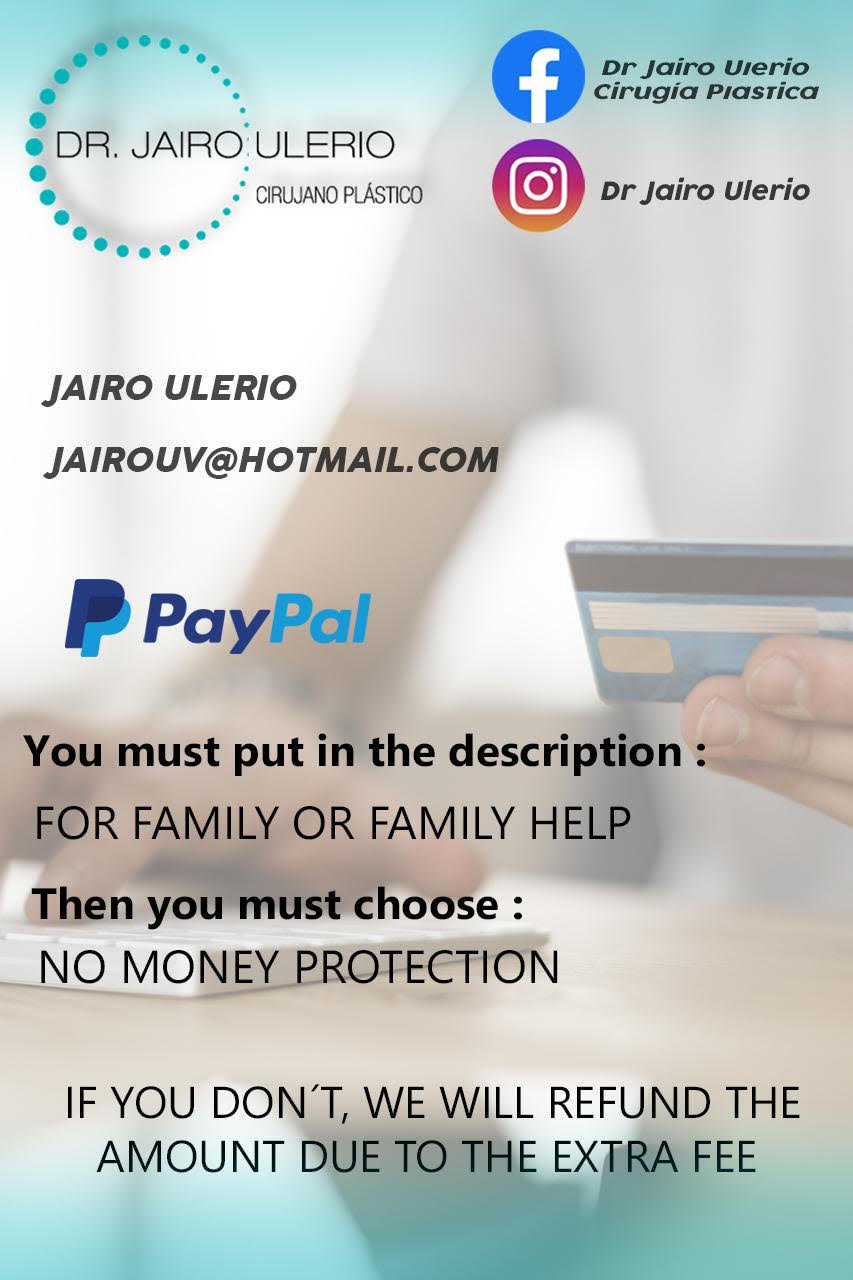 DR. JAIRO ULERIO
CIRUJANO PLÁSTICO
Dr Jairo Ulerio
Cirugía Plastica
Dr Jairo Ulerio
JAIRO ULERIO
JAIROUV@HOTMAIL.COM
PayPal
You must put in the description :
FOR FAMILY OR FAMILY HELP
Then you must choose :
NO MONEY PROTECTION
IF YOU DON´T, WE WILL REFUND THE
AMOUNT DUE TO THE EXTRA FEE